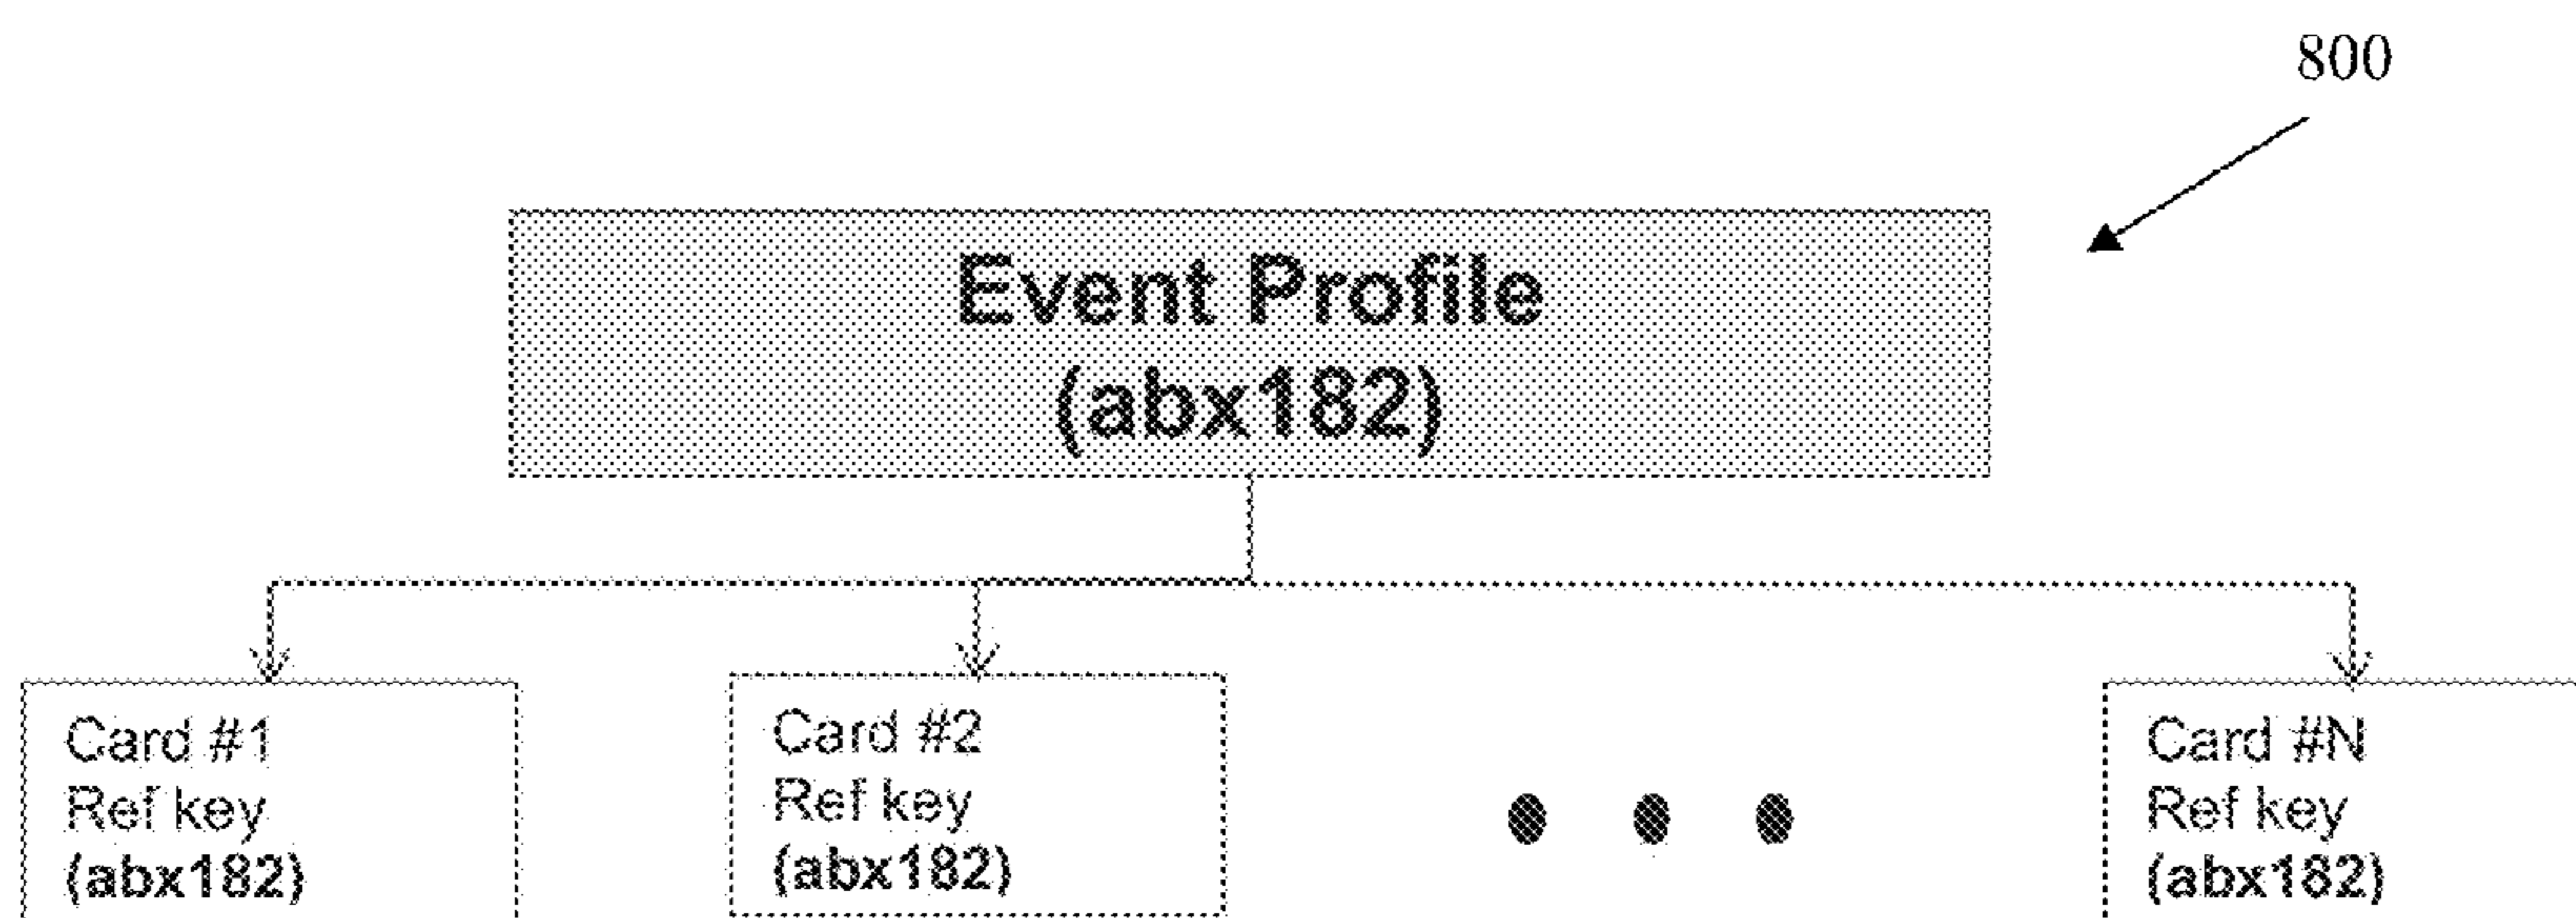 800
Event Profile
(abx182)
Card #1
Ref key
(abx182)
Card #2
Ref key
(abx182)
Card #N
Ref key
(abx182)